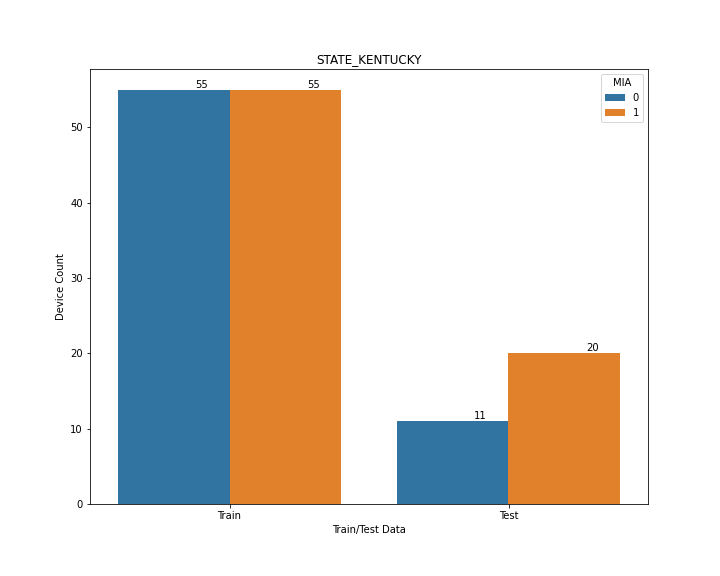 STATE_KENTUCKY
MIA
0
1
55
55
11
20
50
40
30
20
10
0
Device Count
Train
Test
Train/Test Data